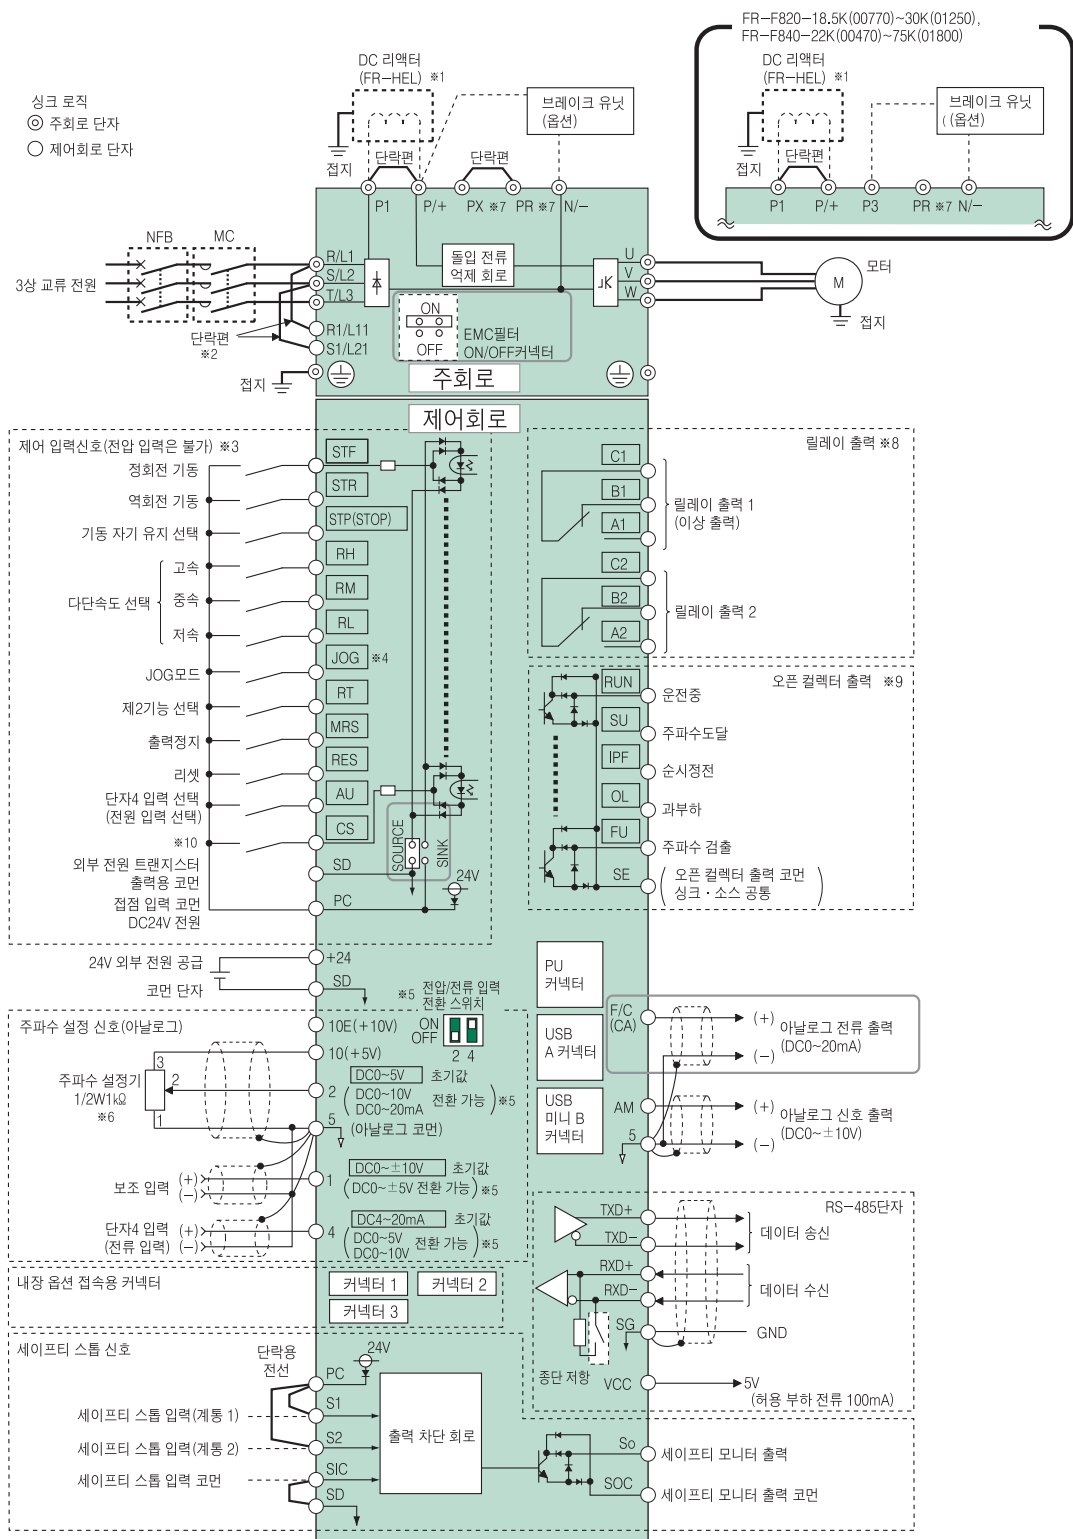 FR-F820-18.5K(00770)~30K(01250),
FR-F840-22K(00470)~75K(01800)
DC 리액터
(FR-HEL) ※1
브레이크 유닛
(옵션)
접지
단락편
단락편
P1
P/+
PX ※7
PR ※7
N/-
DC 리액터
(FR-HEL) ※1
브레이크 유닛
( (옵션)
접지
단락편
P1
P/+
P3
PR ※7
N/-
싱크 로직
주회로 단자
제어회로 단자
NFB
MC
3상 교류 전원
R/L1
S/L2
T/L3
R1/L11
S1/L21
단락편
※2
접지
돌입 전류
억제 회로
ON
OFF
EMC필터
ON/OFF커넥터
U
V
W
M
모터
접지
주회로
제어회로
제어 입력신호(전압 입력은 불가) ※3
정회전 기동
STF
역회전 기동
STR
기동 자기 유지 선택
STP(STOP)
다단속도 선택
고속
RH
중속
RM
저속
RL
JOG모드
JOG ※4
제2기능 선택
RT
출력정지
MRS
리셋
RES
단자4 입력 선택
(전원 입력 선택)
AU
※10
CS
외부 전원 트랜지스터
출력용 코먼
SD
접점 입력 코먼
DC24V 전원
PC
SOURCE
SINK
24V
릴레이 출력 ※8
C1
B1
A1
릴레이 출력 1
(이상 출력)
C2
B2
A2
릴레이 출력 2
오픈 컬렉터 출력 ※9
RUN
운전중
SU
주파수도달
IPF
순시정전
OL
과부하
FU
주파수 검출
SE
오픈 컬렉터 출력 코먼
싱크·소스 공통
24V 외부 전원 공급
+24
코먼 단자
SD
주파수 설정 신호(아날로그)
※5 전압/전류 입력
전환 스위치
ON
OFF
2 4
10E(+10V)
10(+5V)
주파수 설정기
1/2W1kΩ
※6
3
2
1
2
DC0~5V 초기값
(DC0~10V
DC0~20mA 전환 가능)※5
5
(아날로그 코먼)
보조 입력 (+)
(-)
1
DC0~±10V 초기값
(DC0~±5V 전환 가능)※5
단자4 입력 (+)
(전류 입력) (-)
4
DC4~20mA 초기값
(DC0~5V
DC0~10V 전환 가능)※5
PU
커넥터
USB
A 커넥터
USB
미니 B
커넥터
F/C
(CA)
(+)
(-)
아날로그 전류 출력
(DC0~20mA)
AM
5
(+)
(-)
아날로그 신호 출력
(DC0~±10V)
RS-485단자
TXD+
TXD-
데이터 송신
RXD+
RXD-
데이터 수신
SG
GND
종단 저항
VCC
5V
(허용 부하 전류 100mA)
내장 옵션 접속용 커넥터
커넥터 1
커넥터 2
커넥터 3
세이프티 스톱 신호
단락용
전선
PC
24V
세이프티 스톱 입력(계통 1)
S1
세이프티 스톱 입력(계통 2)
S2
세이프티 스톱 입력 코먼
SIC
SD
출력 차단 회로
So
세이프티 모니터 출력
SOC
세이프티 모니터 출력 코먼